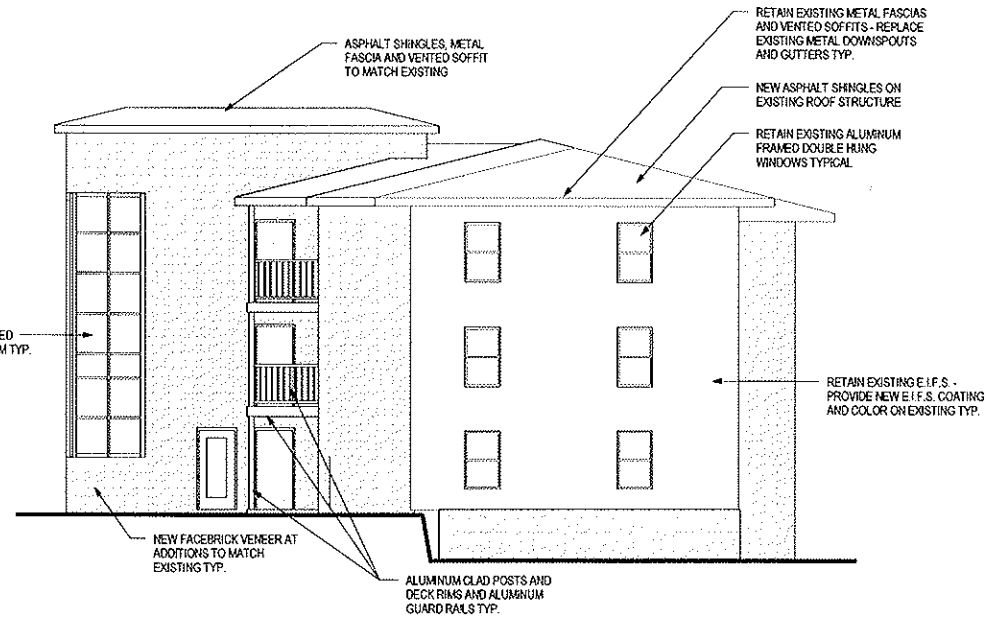 RETAIN EXISTING METAL FASCIAS
AND VENTED SOFFITS - REPLACE
EXISTING METAL DOWNSPOUTS
AND GUTTERS TYP.
ASPHALT SHINGLES, METAL
FASCIA AND VENTED SOFFIT
TO MATCH EXISTING
NEW ASPHALT SHINGLES ON
EXISTING ROOF STRUCTURE
RETAIN EXISTING ALUMINUM
FRAMED DOUBLE HUNG
WINDOWS TYPICAL
ED
M TYP.
RETAIN EXISTING E.I.F.S. -
PROVIDE NEW E.I.F.S. COATING
AND COLOR ON EXISTING TYP.
NEW FACEBRICK VENEER AT
ADDITIONS TO MATCH
EXISTING TYP.
ALUMINUM CLAD POSTS AND
DECK RIMS AND ALUMINUM
GUARD RAILS TYP.